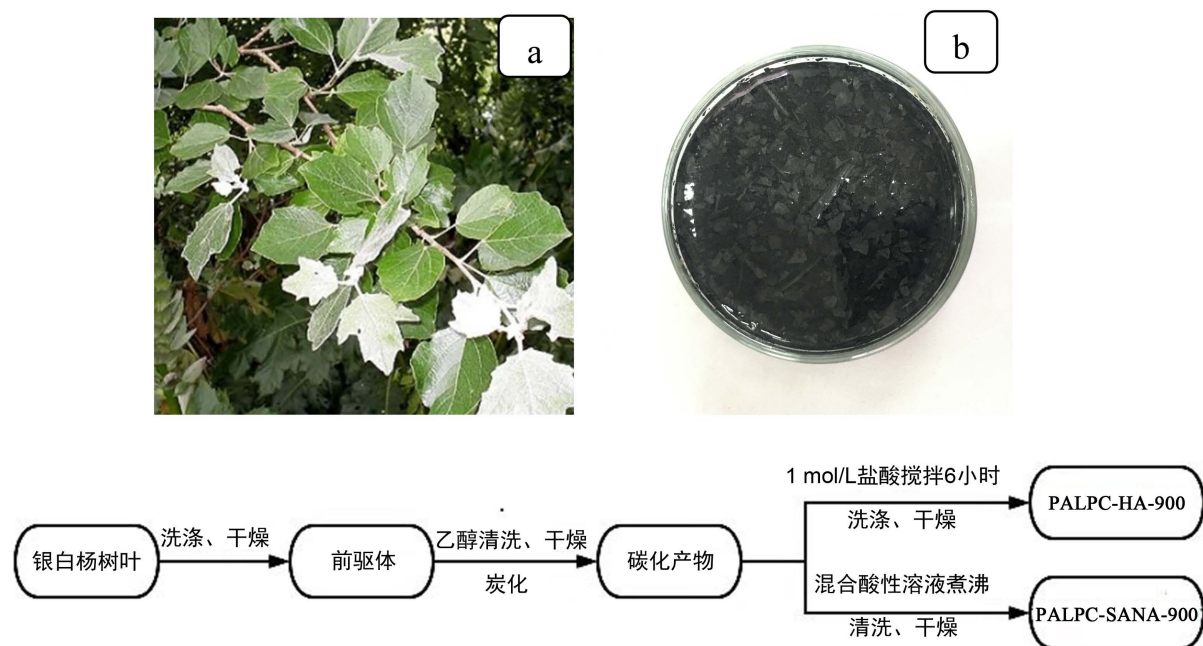 a
b
1 mol/L盐酸搅拌6小时
PALPC-HA-900
洗涤、干燥
银白杨树叶
洗涤、干燥
前驱体
乙醇清洗、干燥
炭化
碳化产物
混合酸性溶液煮沸
PALPC-SANA-900
清洗、干燥